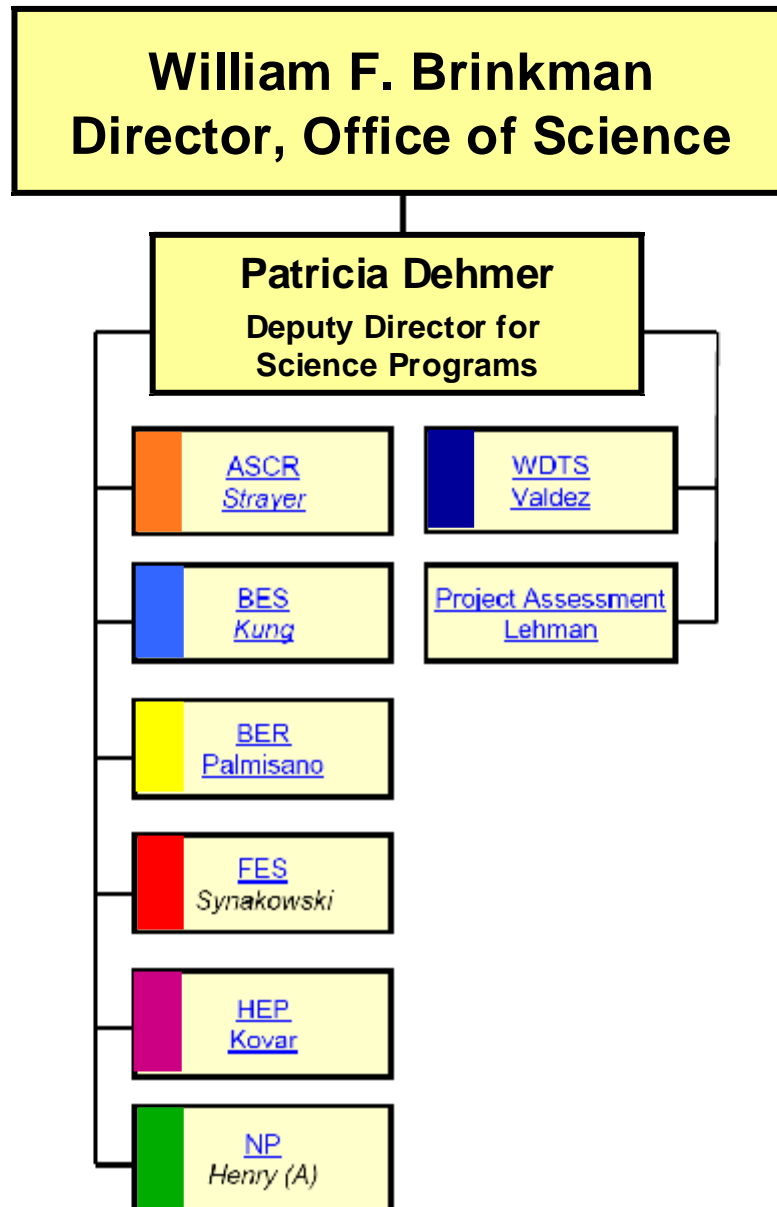 William F. Brinkman
Director, Office of Science
Patricia Dehmer
Deputy Director for
Science Programs
ASCR
Strayer
WDTS
Valdez
BES
Kung
Project Assessment
Lehman
BER
Palmisano
FES
Synakowski
HEP
Kovar
NP
Henry (A)